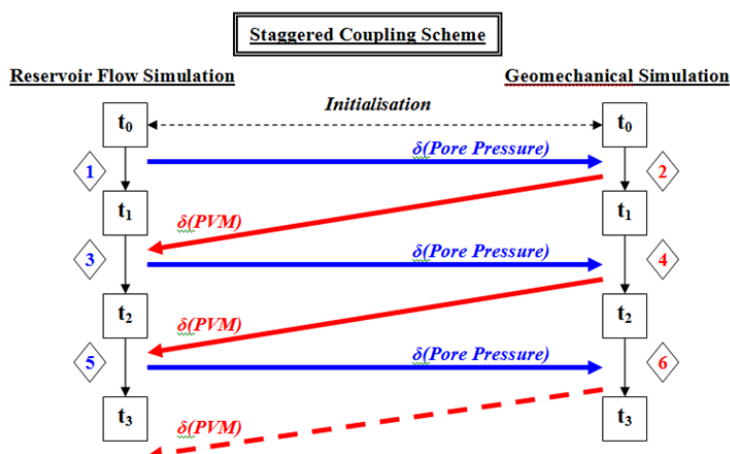 Staggered Coupling Scheme
Reservoir Flow Simulation
Geomechanical Simulation
Initialisation
t₀
t₀
δ(Pore Pressure)
1
2
t₁
t₁
δ(PVM)
δ(Pore Pressure)
3
4
t₂
t₂
δ(PVM)
δ(Pore Pressure)
5
6
t₃
t₃
δ(PVM)